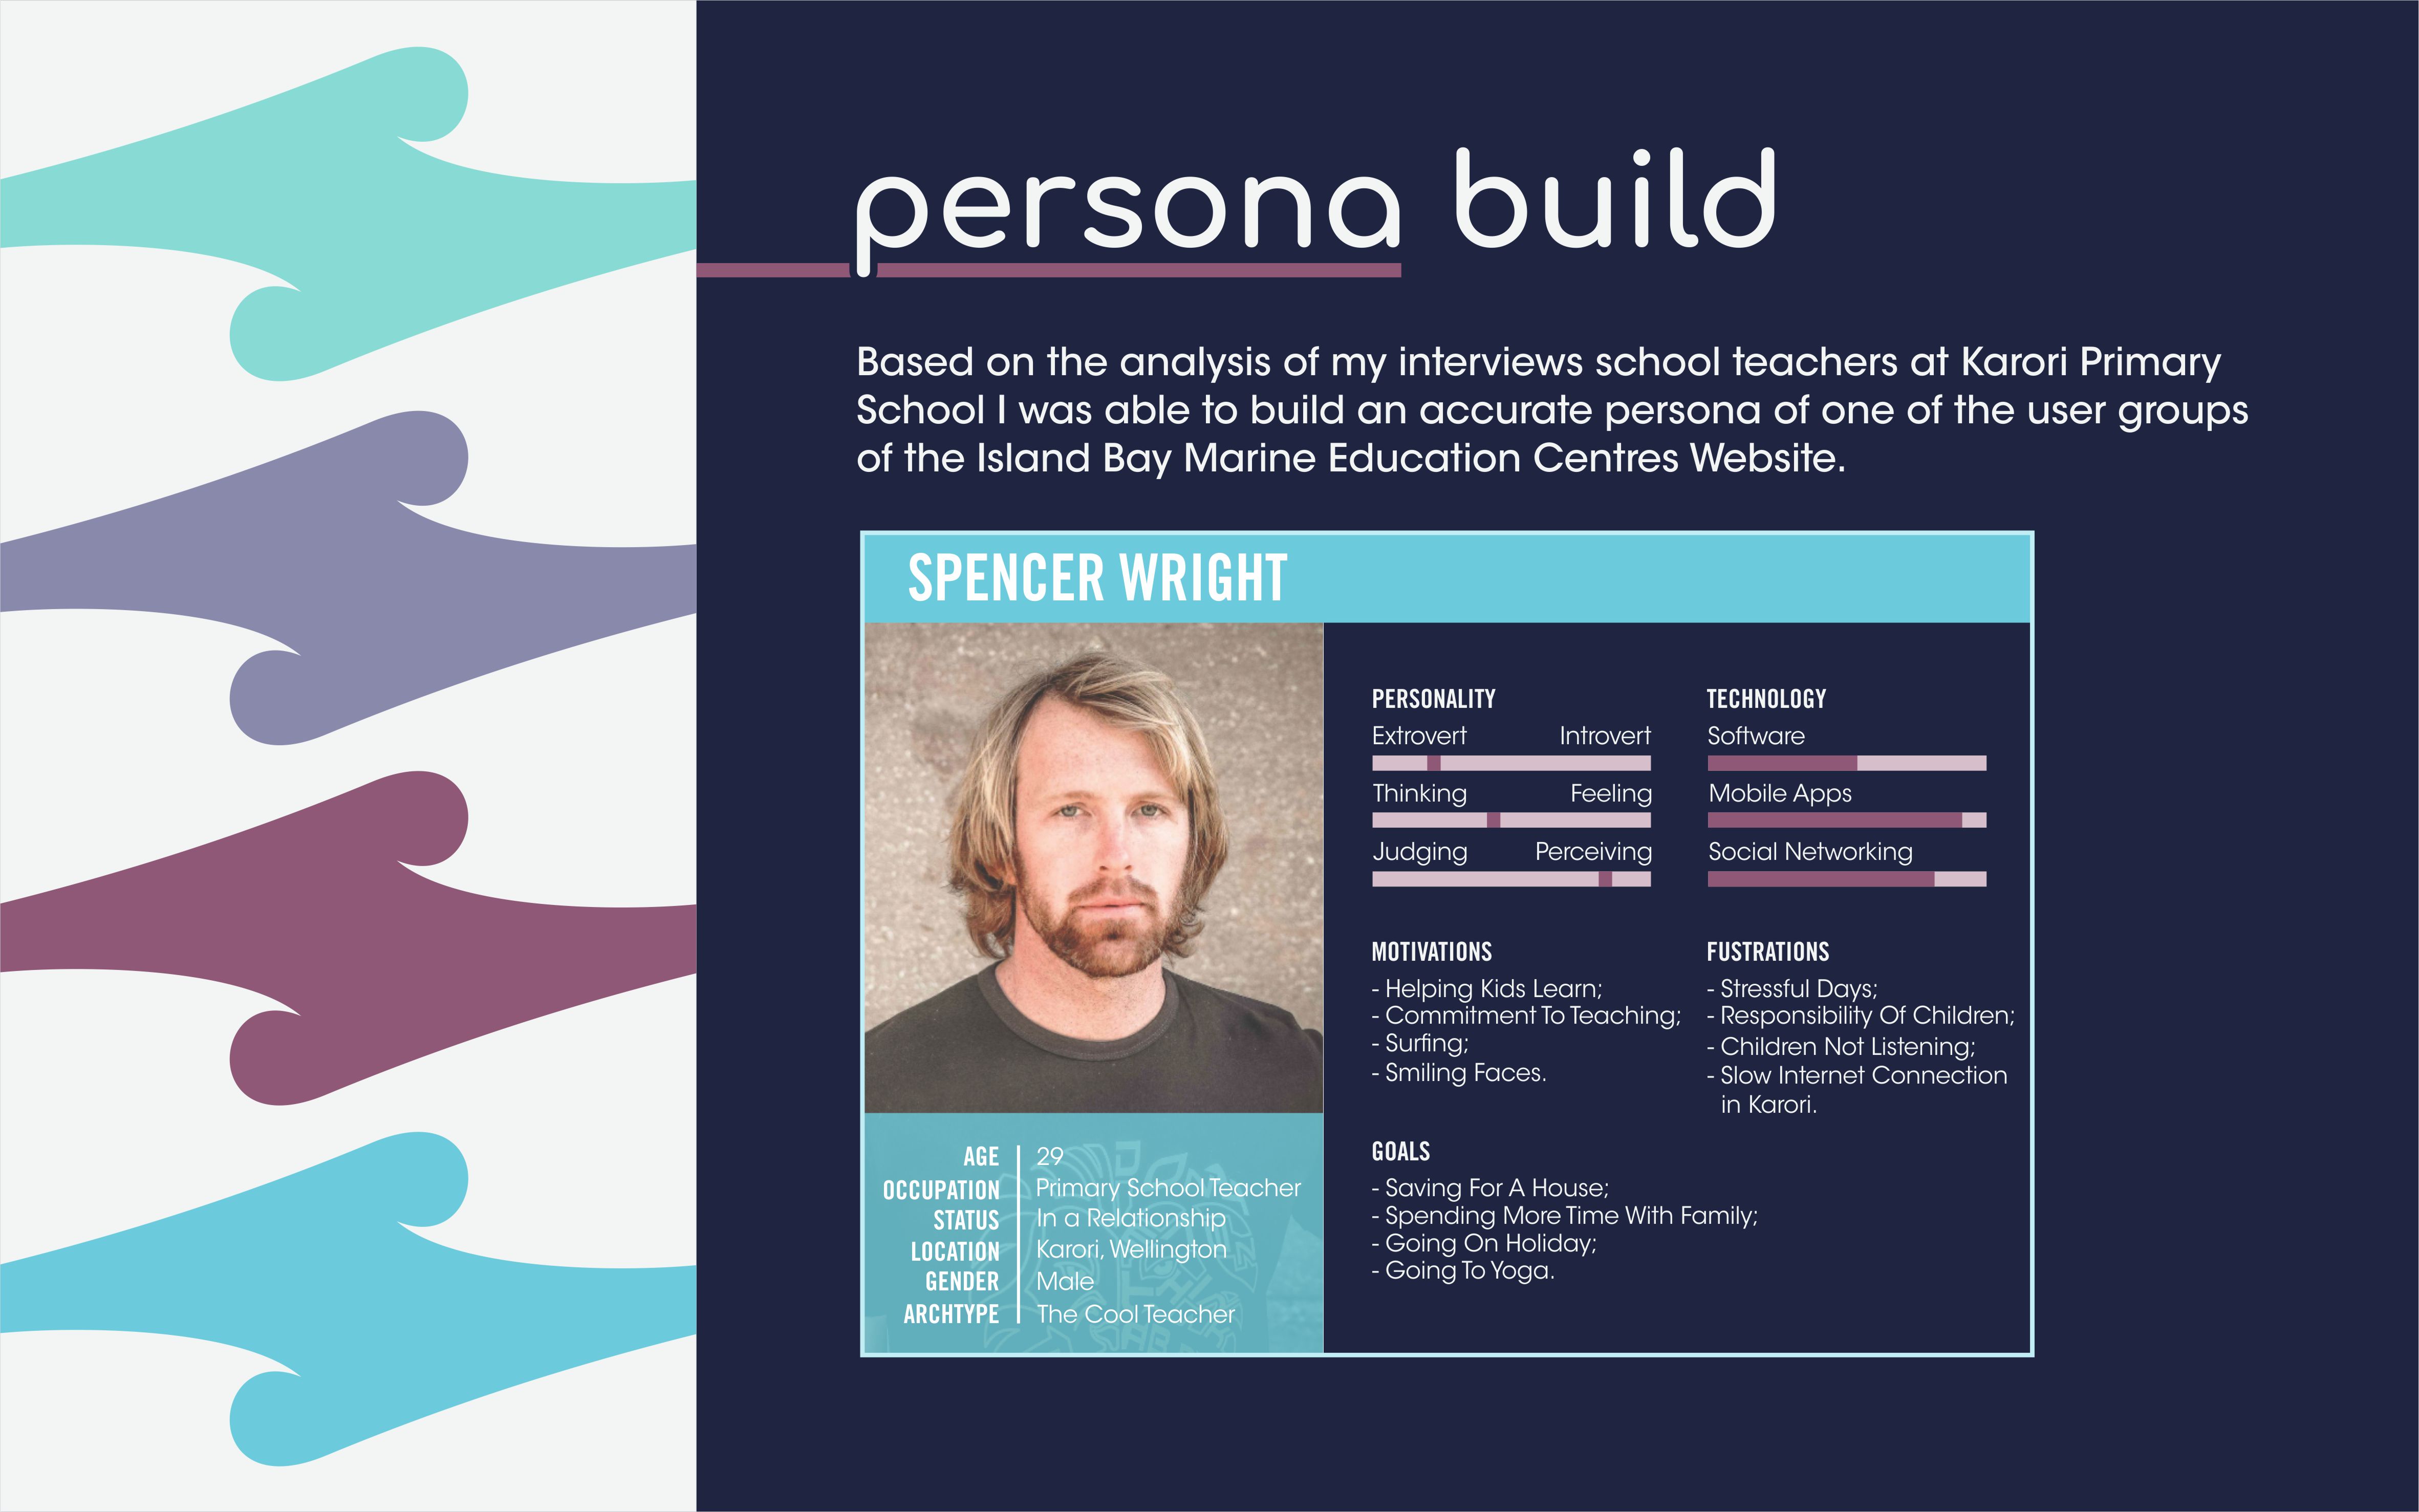 persona build
Based on the analysis of my interviews school teachers at Karori Primary
School I was able to build an accurate persona of one of the user groups
of the Island Bay Marine Education Centres Website.
SPENCER WRIGHT
AGE 29
OCCUPATION Primary School Teacher
STATUS In a Relationship
LOCATION Karori, Wellington
GENDER Male
ARCHTYPE The Cool Teacher
PERSONALITY
Extrovert Introvert
Thinking Feeling
Judging Perceiving
TECHNOLOGY
Software
Mobile Apps
Social Networking
MOTIVATIONS
- Helping Kids Learn;
- Commitment To Teaching;
- Surfing;
- Smiling Faces.
FUSTRATIONS
- Stressful Days;
- Responsibility Of Children;
- Children Not Listening;
- Slow Internet Connection
in Karori.
GOALS
- Saving For A House;
- Spending More Time With Family;
- Going On Holiday;
- Going To Yoga.